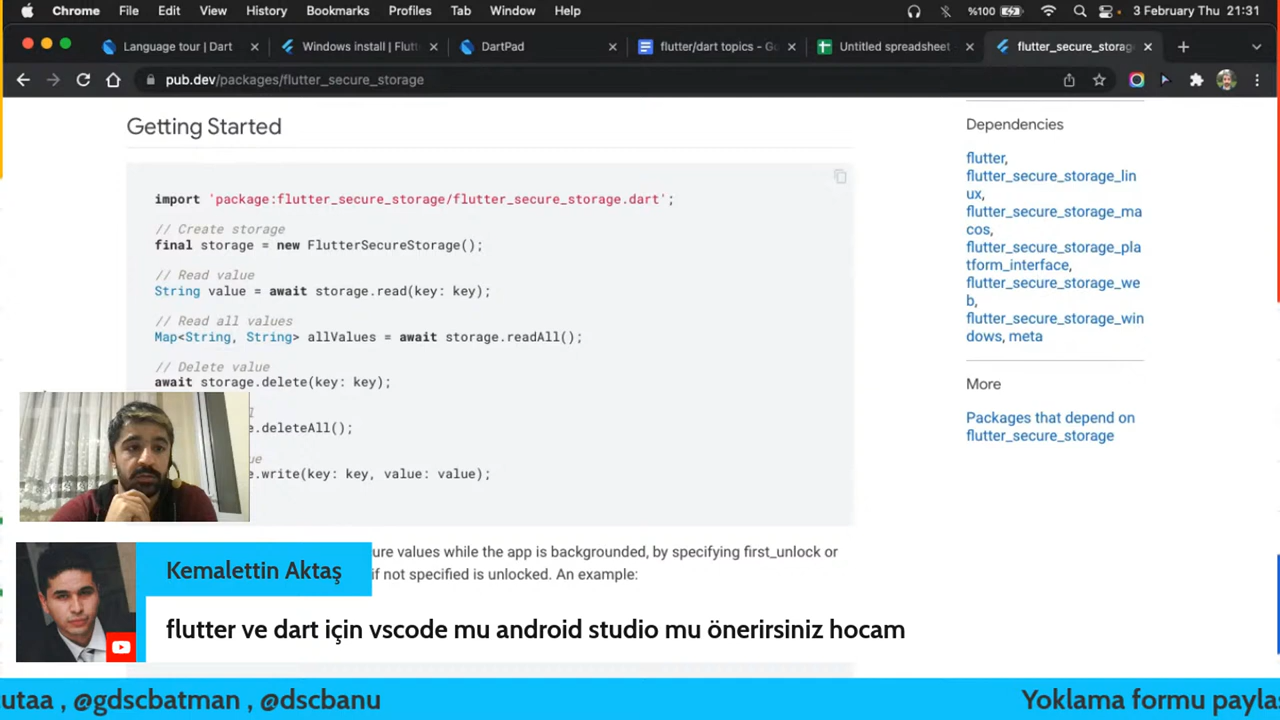 Chrome File Edit View History Bookmarks Profiles Tab Window Help %100 3 February Thu 21:31
Language tour | Dart
Windows install | Flutt
DartPad
flutter/dart topics - Go
Untitled spreadsheet
flutter_secure_storag
pub.dev/packages/flutter_secure_storage
Getting Started
import 'package:flutter_secure_storage/flutter_secure_storage.dart';
// Create storage
final storage = new FlutterSecureStorage();
// Read value
String value = await storage.read(key: key);
// Read all values
Map<String, String> allValues = await storage.readAll();
// Delete value
await storage.delete(key: key);
.deleteAll();
.write(key: key, value: value);
ure values while the app is backgrounded, by specifying first_unlock or
if not specified is unlocked. An example:
Dependencies
flutter,
flutter_secure_storage_lin
ux,
flutter_secure_storage_ma
cos,
flutter_secure_storage_pla
tform_interface,
flutter_secure_storage_we
b,
flutter_secure_storage_win
dows, meta
More
Packages that depend on
flutter_secure_storage
Kemalettin Aktaş
flutter ve dart için vscode mu android studio mu önerirsiniz hocam
utaa , @gdscbatman , @dscbanu
Yoklama formu payla